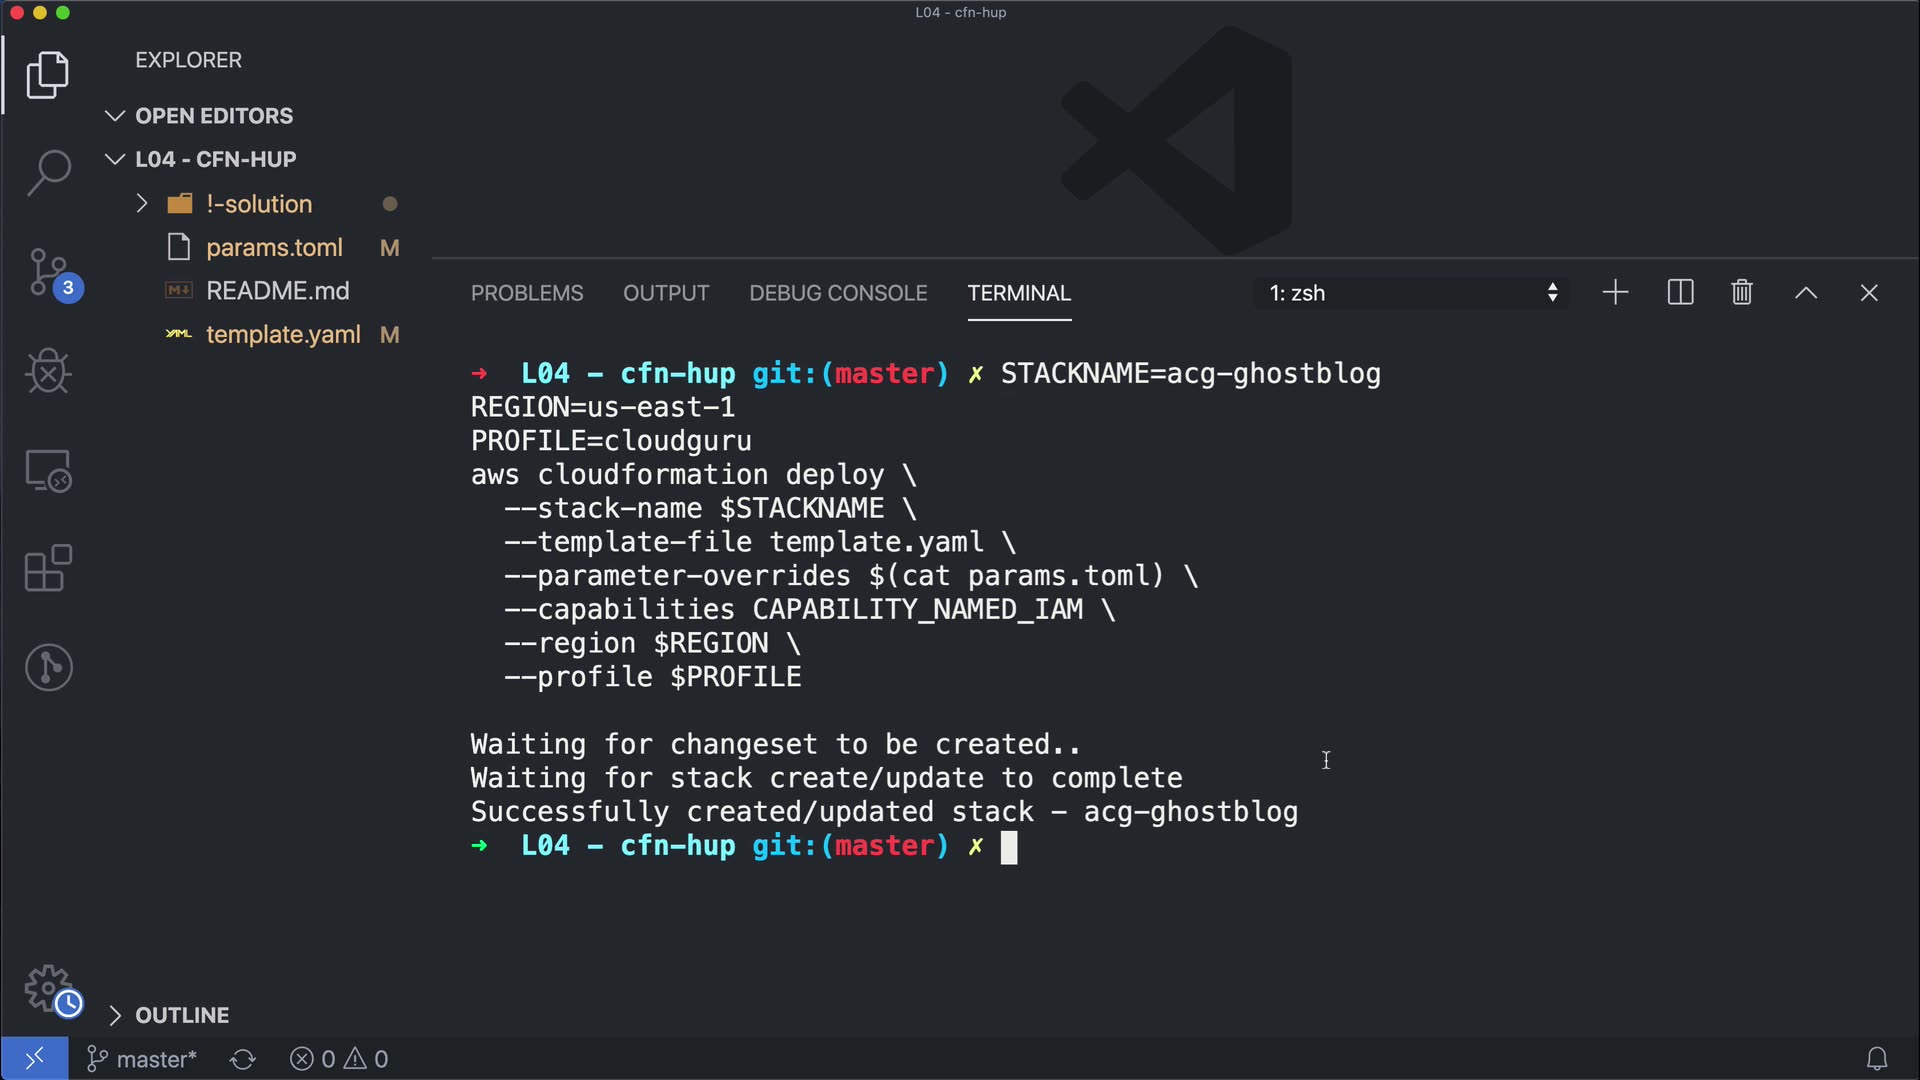 L04 - cfn-hup
EXPLORER
OPEN EDITORS
L04 - CFN-HUP
!-solution
params.toml M
README.md
template.yaml M
3
OUTLINE
PROBLEMS OUTPUT DEBUG CONSOLE TERMINAL 1: zsh
➜ L04 - cfn-hup git:(master) ✗ STACKNAME=acg-ghostblog
REGION=us-east-1
PROFILE=cloudguru
aws cloudformation deploy \
--stack-name $STACKNAME \
--template-file template.yaml \
--parameter-overrides $(cat params.toml) \
--capabilities CAPABILITY_NAMED_IAM \
--region $REGION \
--profile $PROFILE
Waiting for changeset to be created..
Waiting for stack create/update to complete
Successfully created/updated stack - acg-ghostblog
➜ L04 - cfn-hup git:(master) ✗
master* 0 0